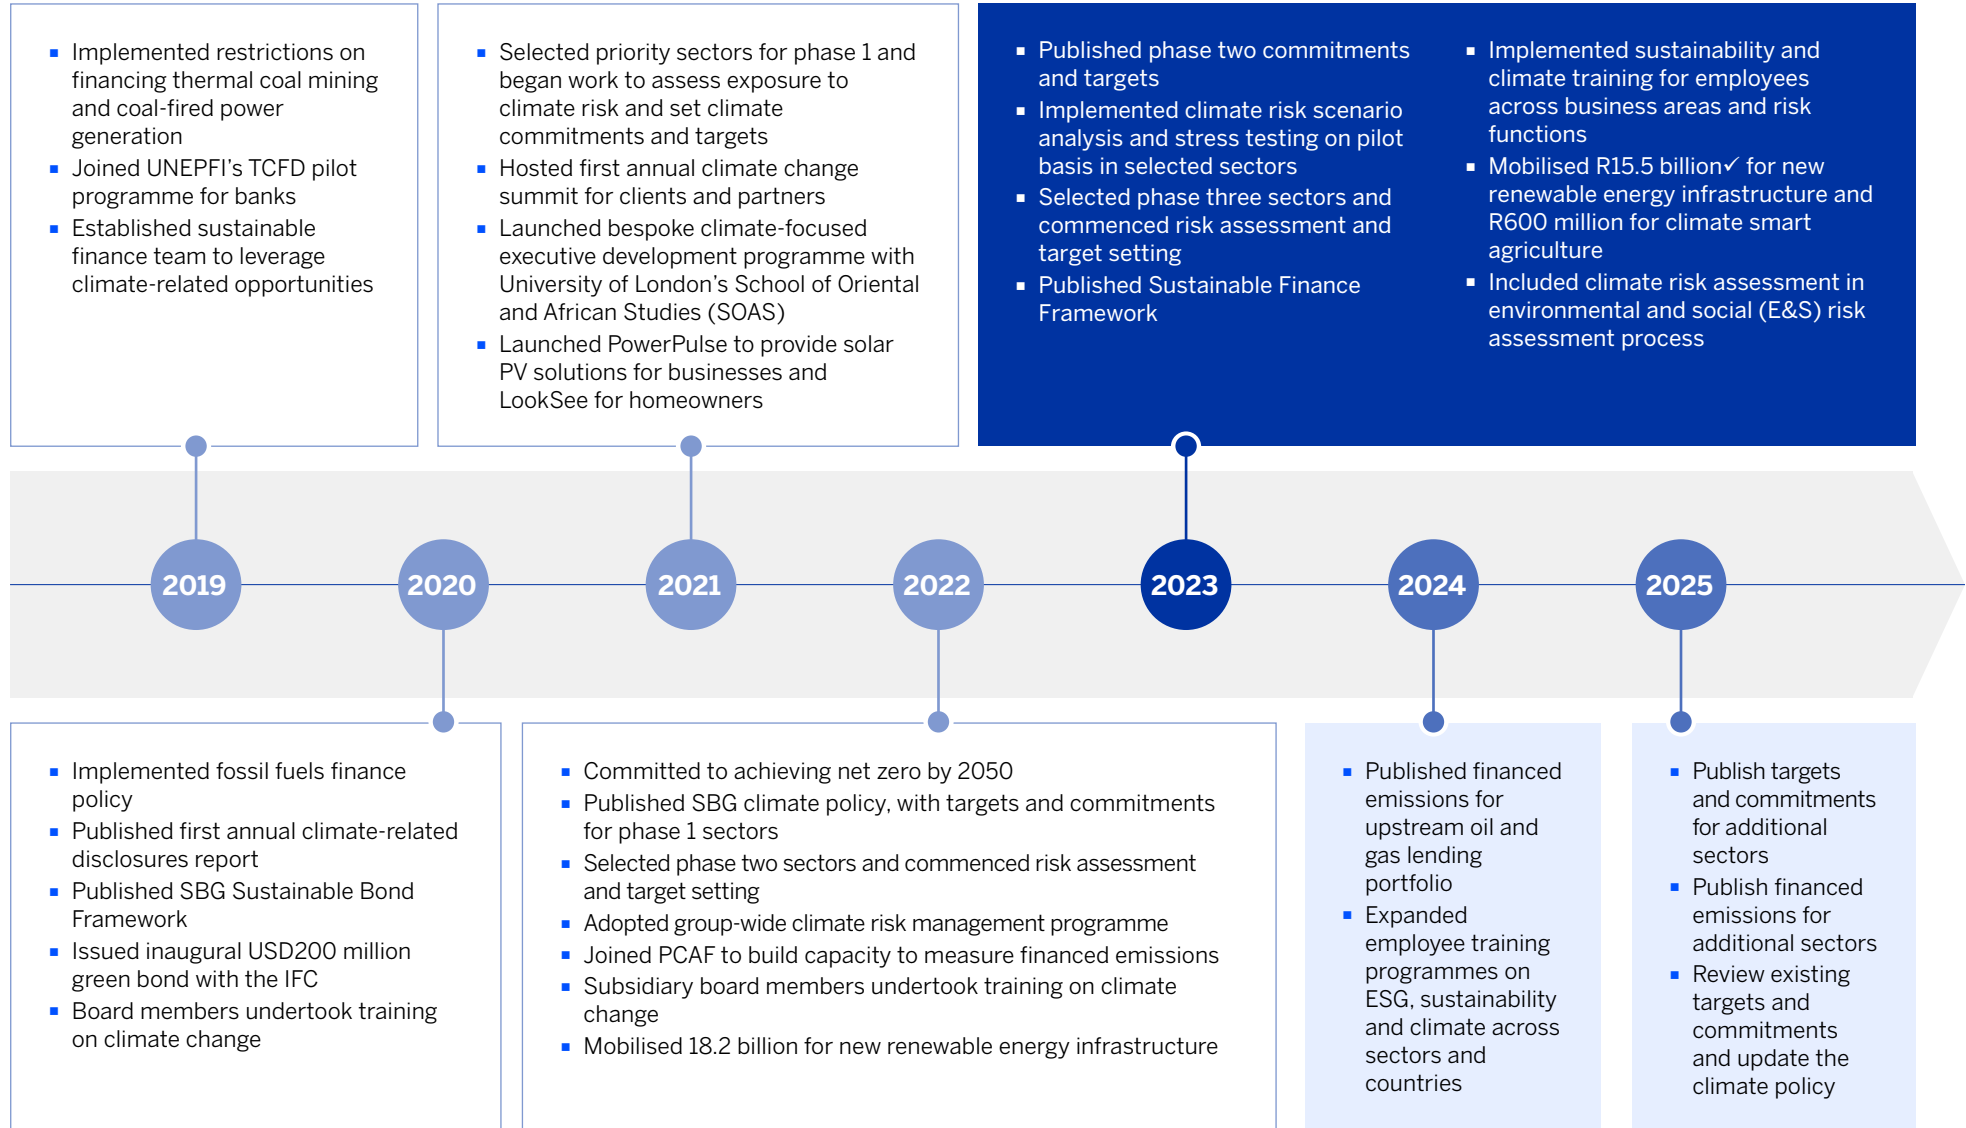 ▪ Implemented restrictions on
financing thermal coal mining
and coal-fired power
generation
▪ Joined UNEPFI's TCFD pilot
programme for banks
▪ Established sustainable
finance team to leverage
climate-related opportunities
▪ Selected priority sectors for phase 1 and
began work to assess exposure to
climate risk and set climate
commitments and targets
▪ Hosted first annual climate change
summit for clients and partners
▪ Launched bespoke climate-focused
executive development programme with
University of London's School of Oriental
and African Studies (SOAS)
▪ Launched PowerPulse to provide solar
PV solutions for businesses and
LookSee for homeowners
▪ Published phase two commitments
and targets
▪ Implemented climate risk scenario
analysis and stress testing on pilot
basis in selected sectors
▪ Selected phase three sectors and
commenced risk assessment and
target setting
▪ Published Sustainable Finance
Framework
▪ Implemented sustainability and
climate training for employees
across business areas and risk
functions
▪ Mobilised R15.5 billion✓ for new
renewable energy infrastructure and
R600 million for climate smart
agriculture
▪ Included climate risk assessment in
environmental and social (E&S) risk
assessment process
2019
2020
2021
2022
2023
2024
2025
▪ Implemented fossil fuels finance
policy
▪ Published first annual climate-related
disclosures report
▪ Published SBG Sustainable Bond
Framework
▪ Issued inaugural USD200 million
green bond with the IFC
▪ Board members undertook training
on climate change
▪ Committed to achieving net zero by 2050
▪ Published SBG climate policy, with targets and commitments
for phase 1 sectors
▪ Selected phase two sectors and commenced risk assessment
and target setting
▪ Adopted group-wide climate risk management programme
▪ Joined PCAF to build capacity to measure financed emissions
▪ Subsidiary board members undertook training on climate
change
▪ Mobilised 18.2 billion for new renewable energy infrastructure
▪ Published financed
emissions for
upstream oil and
gas lending
portfolio
▪ Expanded
employee training
programmes on
ESG, sustainability
and climate across
sectors and
countries
▪ Publish targets
and commitments
for additional
sectors
▪ Publish financed
emissions for
additional sectors
▪ Review existing
targets and
commitments
and update the
climate policy